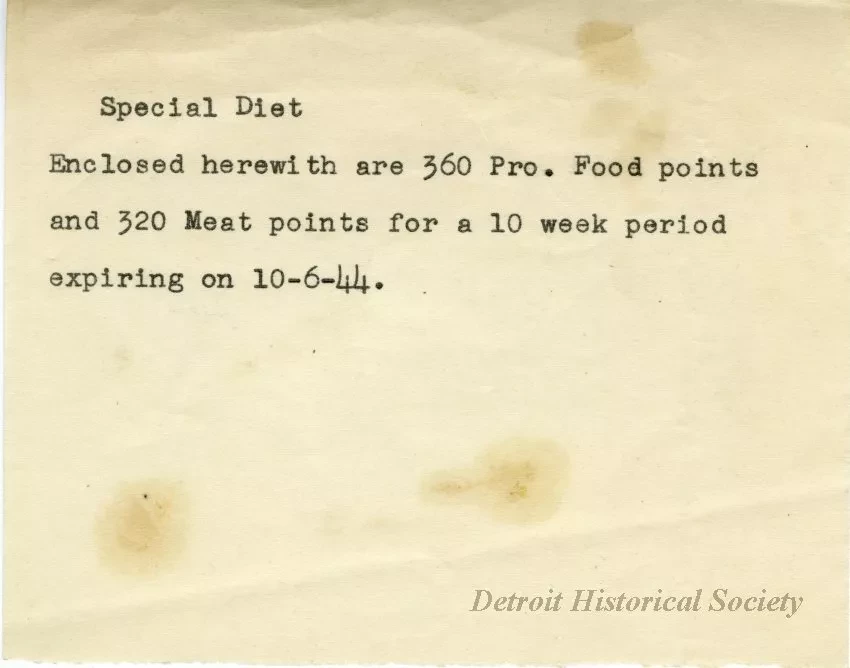 Special Diet
Enclosed herewith are 360 Pro. Food points
and 320 Meat points for a 10 week period
expiring on 10-6-44.
Detroit Historical Society